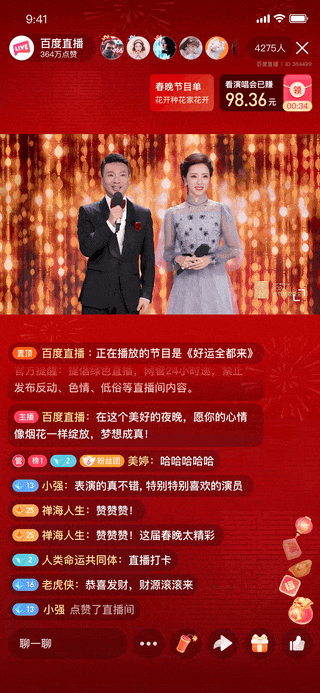 9:41
LIVE
百度直播
364万点赞
4275人
百度直播
春晚节目单
花开种花家花开
看演唱会已赚
98.36元
领
00:34
置顶 百度直播：正在播放的节目是《好运全都来》
官方提醒：提倡绿色直播，网警24小时巡，禁止
发布反动、色情、低俗等直播间内容。
主播 百度直播：在这个美好的夜晚，愿你的心情
像烟花一样绽放，梦想成真！
管 榜1 2 粉丝团 美婷：哈哈哈哈哈
13 小强：表演的真不错, 特别特别喜欢的演员
25 禅海人生：赞赞赞！
25 禅海人生：赞赞赞！这届春晚太精彩
2 人类命运共同体：直播打卡
16 老虎侠：恭喜发财，财源滚滚来
13 小强 点赞了直播间
聊一聊